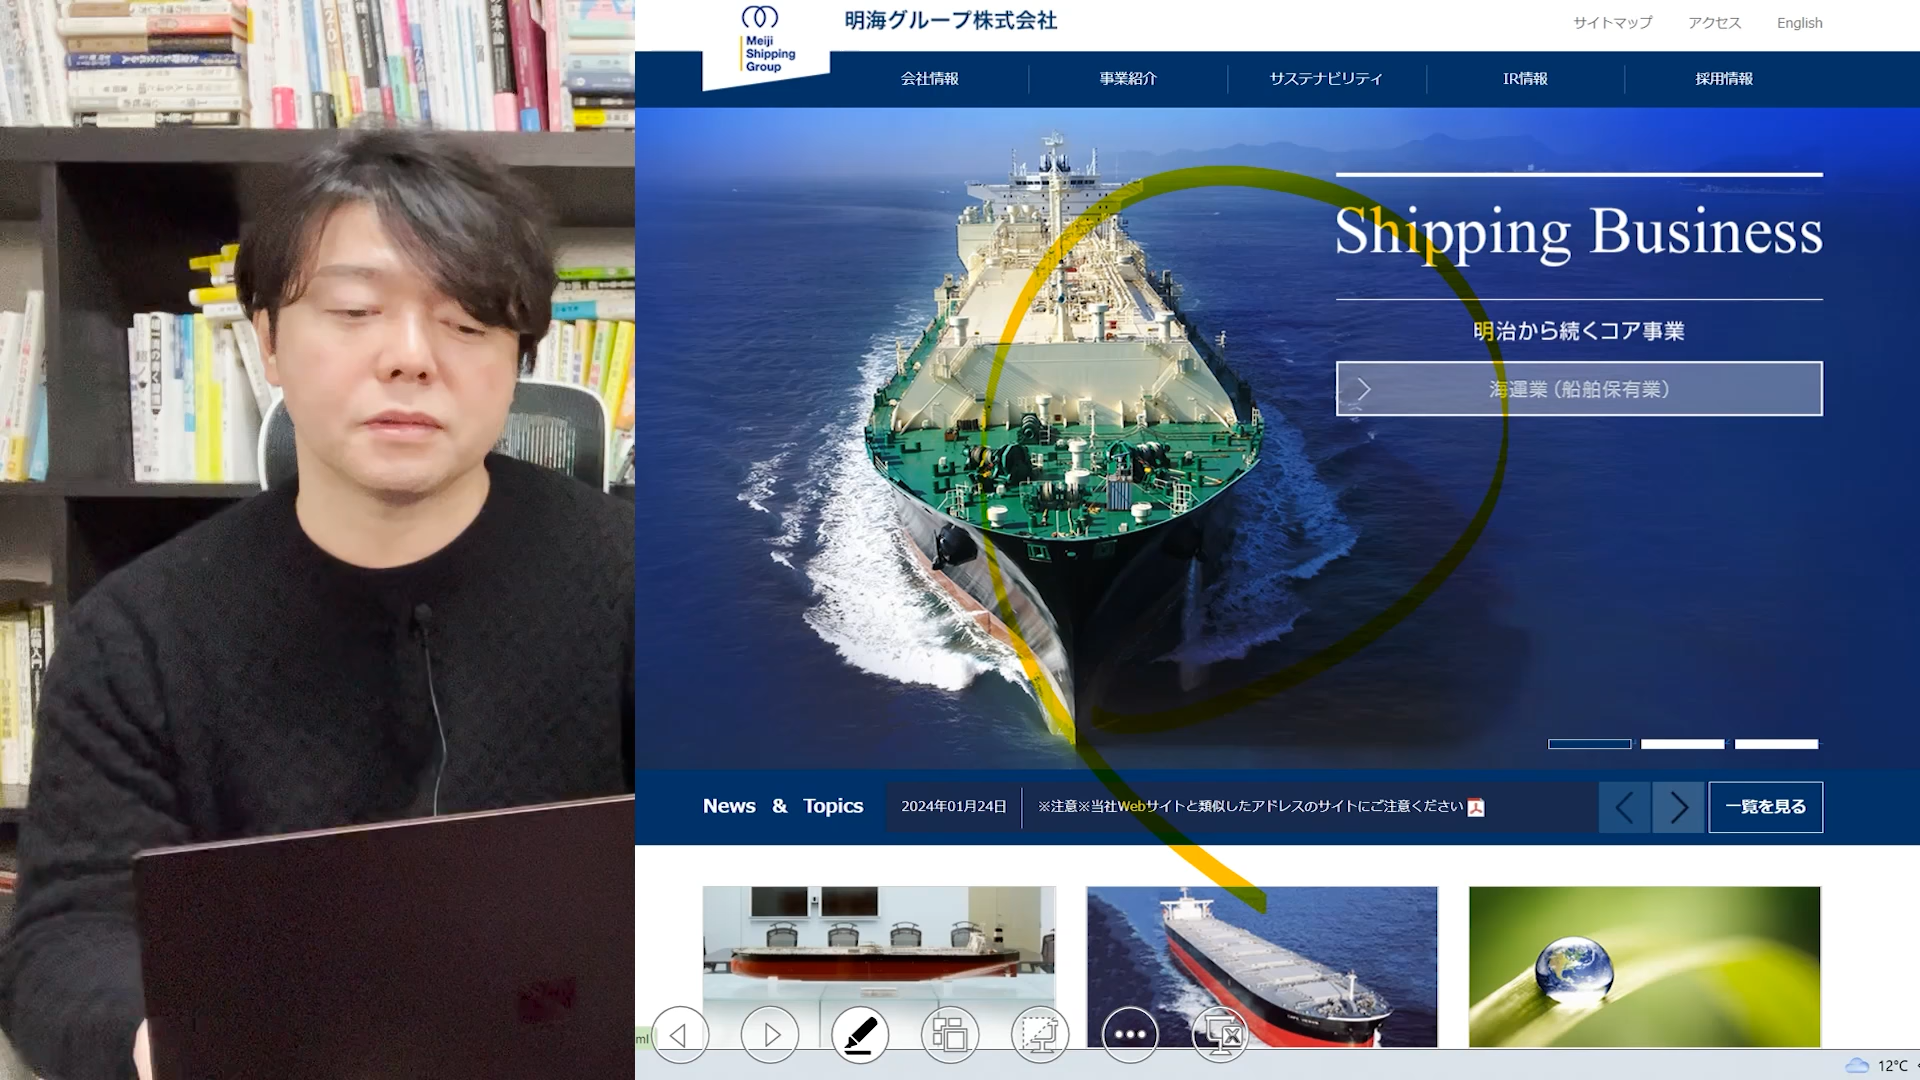 Meiji
Shipping
Group
明海グループ株式会社
サイトマップ アクセス English
会社情報 事業紹介 サステナビリティ IR情報 採用情報
Shipping Business
明治から続くコア事業
海運業（船舶保有業）
News & Topics 2024年01月24日 ※注意※当社Webサイトと類似したアドレスのサイトにご注意ください 一覧を見る
ml
12°C